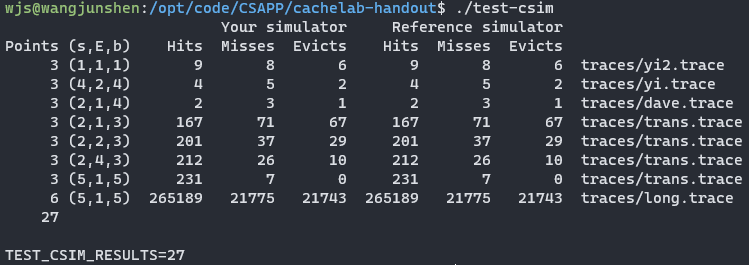 wjs@wangjunshen:/opt/code/CSAPP/cachelab-handout$ ./test-csim
                        Your simulator     Reference simulator
Points (s,E,b)    Hits  Misses  Evicts    Hits  Misses  Evicts
     3 (1,1,1)       9       8       6       9       8       6  traces/yi2.trace
     3 (4,2,4)       4       5       2       4       5       2  traces/yi.trace
     3 (2,1,4)       2       3       1       2       3       1  traces/dave.trace
     3 (2,1,3)     167      71      67     167      71      67  traces/trans.trace
     3 (2,2,3)     201      37      29     201      37      29  traces/trans.trace
     3 (2,4,3)     212      26      10     212      26      10  traces/trans.trace
     3 (5,1,5)     231       7       0     231       7       0  traces/trans.trace
     6 (5,1,5)  265189   21775   21743  265189   21775   21743  traces/long.trace
    27
TEST_CSIM_RESULTS=27